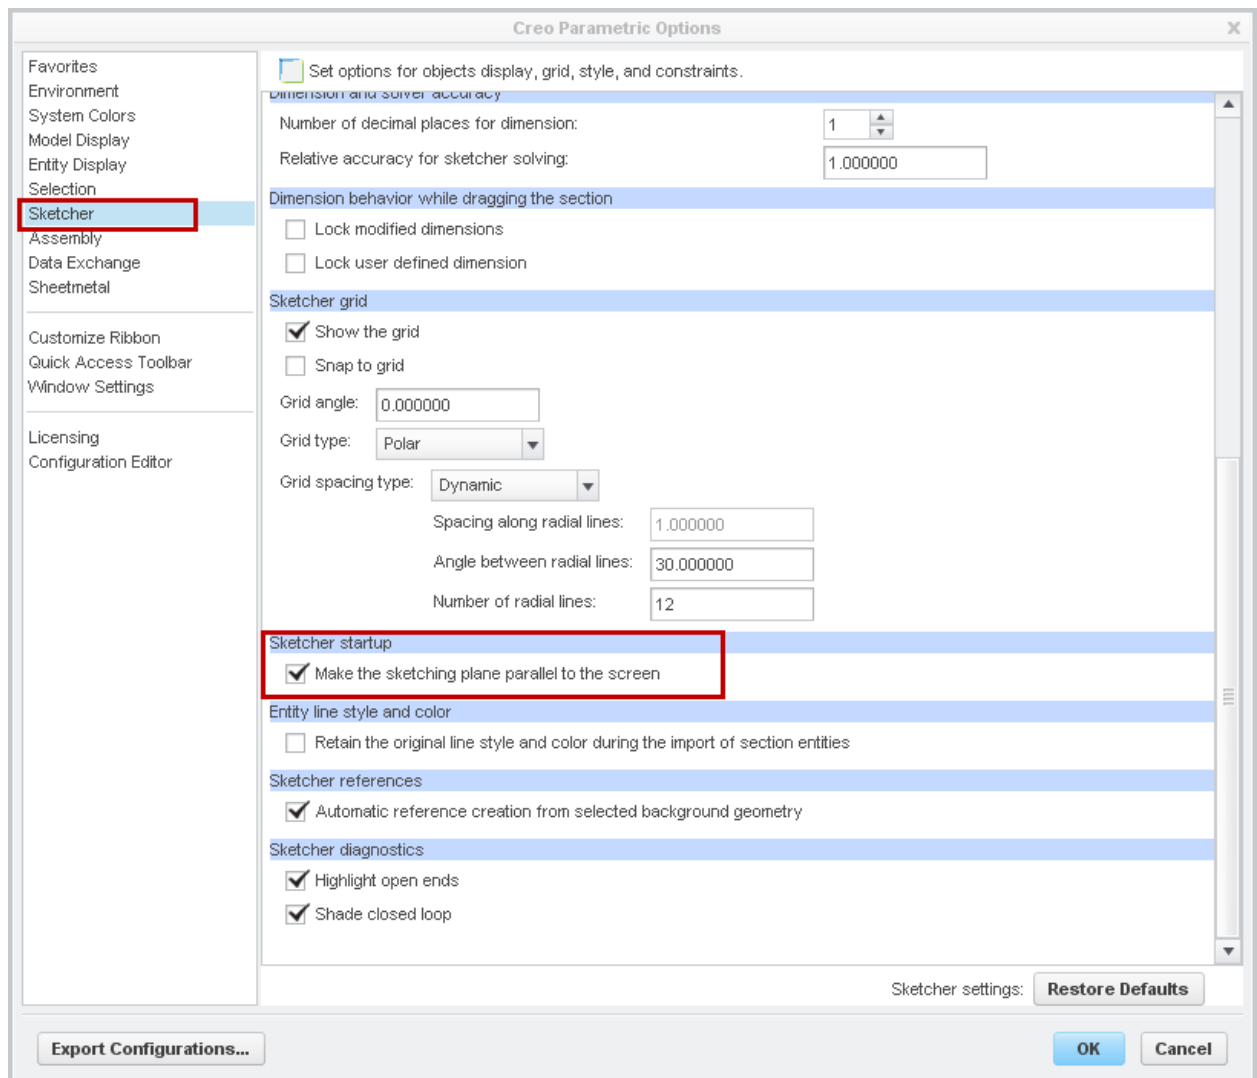 Creo Parametric Options
Favorites
Environment
System Colors
Model Display
Entity Display
Selection
Sketcher
Assembly
Data Exchange
Sheetmetal
Customize Ribbon
Quick Access Toolbar
Window Settings
Licensing
Configuration Editor
Set options for objects display, grid, style, and constraints.
Dimension and solver accuracy
Number of decimal places for dimension: 1
Relative accuracy for sketcher solving: 1.000000
Dimension behavior while dragging the section
Lock modified dimensions
Lock user defined dimension
Sketcher grid
Show the grid
Snap to grid
Grid angle: 0.000000
Grid type: Polar
Grid spacing type: Dynamic
Spacing along radial lines: 1.000000
Angle between radial lines: 30.000000
Number of radial lines: 12
Sketcher startup
Make the sketching plane parallel to the screen
Entity line style and color
Retain the original line style and color during the import of section entities
Sketcher references
Automatic reference creation from selected background geometry
Sketcher diagnostics
Highlight open ends
Shade closed loop
Sketcher settings: Restore Defaults
Export Configurations... OK Cancel